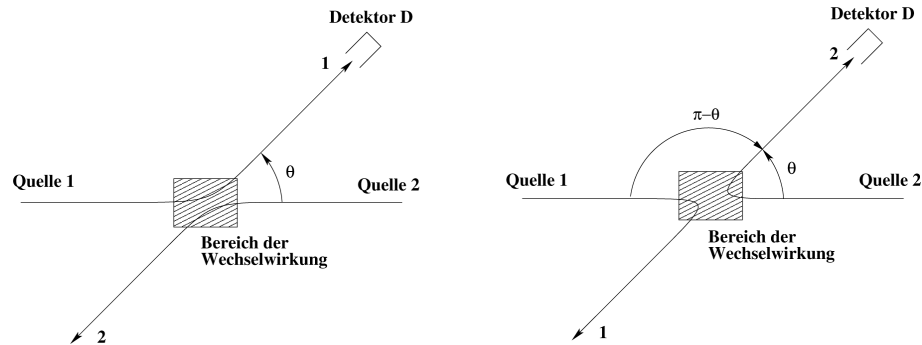 Detektor D
1
θ
Quelle 1
Quelle 2
Bereich der
Wechselwirkung
2
Detektor D
2
π−θ
θ
Quelle 1
Quelle 2
Bereich der
Wechselwirkung
1